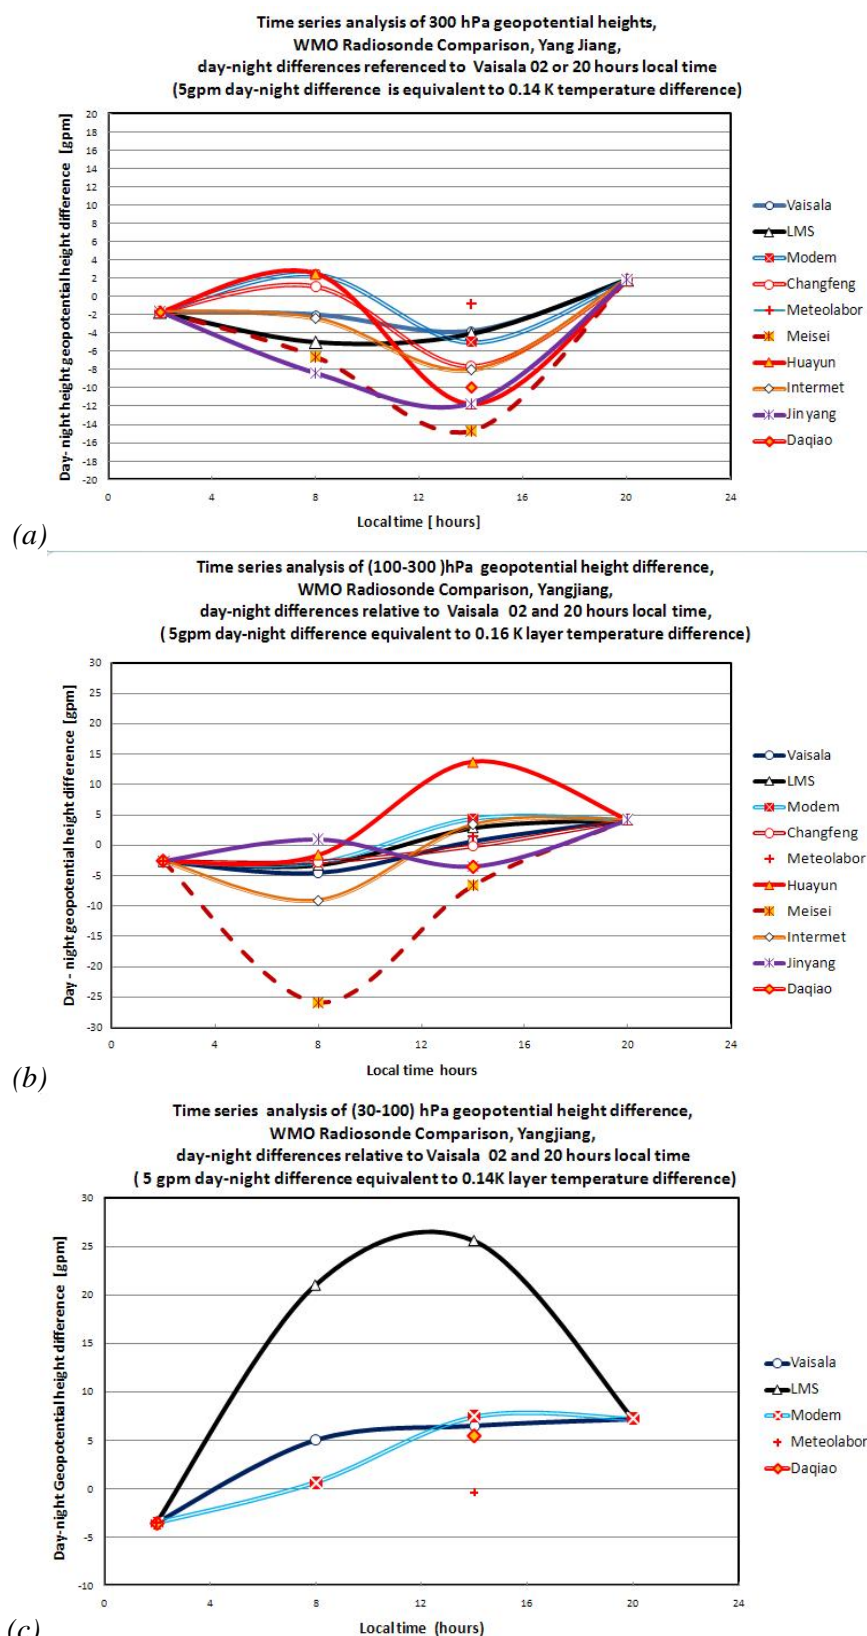 Time series analysis of 300 hPa geopotential heights,
WMO Radiosonde Comparison, Yang Jiang,
day-night differences referenced to Vaisala 02 or 20 hours local time
(5gpm day-night difference is equivalent to 0.14 K temperature difference)
Day- night height geopotential height difference [gpm]
20
18
16
14
12
10
8
6
4
2
0
-2
-4
-6
-8
-10
-12
-14
-16
-18
-20
0 4 8 12 16 20 24
Local time [ hours]
Vaisala
LMS
Modem
Changfeng
Meteolabor
Meisei
Huayun
Intermet
Jinyang
Daqiao
(a)
Time series analysis of (100-300 )hPa geopotential height difference,
WMO Radiosonde Comparison, Yangjiang,
day-night differences relative to Vaisala 02 and 20 hours local time,
( 5gpm day-night difference equivalent to 0.16 K layer temperature difference)
Day - night geopotential height difference [gpm]
30
25
20
15
10
5
0
-5
-10
-15
-20
-25
-30
0 4 8 12 16 20 24
Local time hours
Vaisala
LMS
Modem
Changfeng
Meteolabor
Huayun
Meisei
Intermet
Jinyang
Daqiao
(b)
Time series analysis of (30-100) hPa geopotential height difference,
WMO Radiosonde Comparison, Yangjiang,
day-night differences relative to Vaisala 02 and 20 hours local time
( 5 gpm day-night difference equivalent to 0.14K layer temperature difference)
Day-night Geopotential height difference [gpm]
30
25
20
15
10
5
0
-5
-10
0 4 8 12 16 20 24
Local time (hours)
Vaisala
LMS
Modem
Meteolabor
Daqiao
(c)